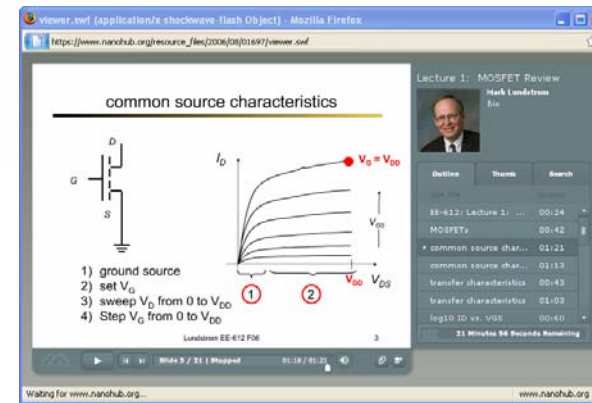 viewer.swf (application/x-shockwave-flash Object) - Mozilla Firefox
https://www.nanohub.org/resource_files/2006/08/01697/viewer.swf
common source characteristics
D
G
S
I_D
V_G = V_DD
V_GS
V_DD
V_DS
1
2
1) ground source
2) set V_G
3) sweep V_D from 0 to V_DD
4) Step V_G from 0 to V_DD
Lundstrom EE-612 F06
3
Lecture 1: MOSFET Review
Mark Lundstrom
Bio
Outline Thumb Search
EE-612: Lecture 1: ... 00:24
MOSFETs 00:42
common source char... 01:21
common source char... 01:13
transfer characteristics 00:43
transfer characteristics 01:03
log10 ID vs. VGS 00:60
21 Minutes 56 Seconds Remaining
Slide 3 / 21 | Stopped 01:16 / 01:21
Waiting for www.nanohub.org...
www.nanohub.org